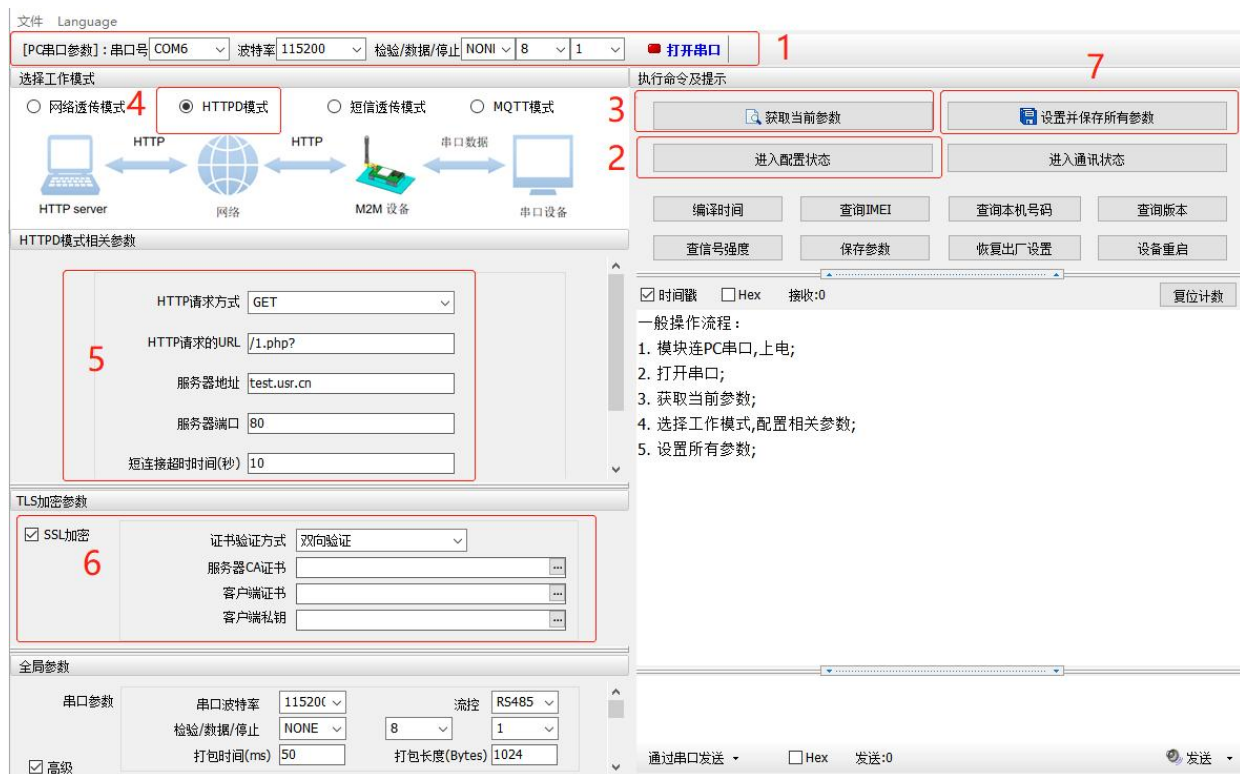 文件 Language
[PC串口参数]：串口号 COM6 波特率 115200 检验/数据/停止 NONI 8 1 打开串口 1
选择工作模式
网络透传模式 4 HTTPD模式 短信透传模式 MQTT模式
HTTP HTTP 串口数据
HTTP server 网络 M2M 设备 串口设备
HTTPD模式相关参数
HTTP请求方式 GET
HTTP请求的URL /1.php?
5
服务器地址 test.usr.cn
服务器端口 80
短连接超时时间(秒) 10
TLS加密参数
SSL加密 证书验证方式 双向验证
6
服务器CA证书 ...
客户端证书 ...
客户端私钥 ...
全局参数
串口参数 串口波特率 11520( 流控 RS485
检验/数据/停止 NONE 8 1
打包时间(ms) 50 打包长度(Bytes) 1024
高级
7
执行命令及提示
3 获取当前参数 设置并保存所有参数
2 进入配置状态 进入通讯状态
编译时间 查询IMEI 查询本机号码 查询版本
查信号强度 保存参数 恢复出厂设置 设备重启
时间戳 Hex 接收:0 复位计数
一般操作流程：
1. 模块连PC串口,上电;
2. 打开串口;
3. 获取当前参数;
4. 选择工作模式,配置相关参数;
5. 设置所有参数;
通过串口发送 Hex 发送:0 发送